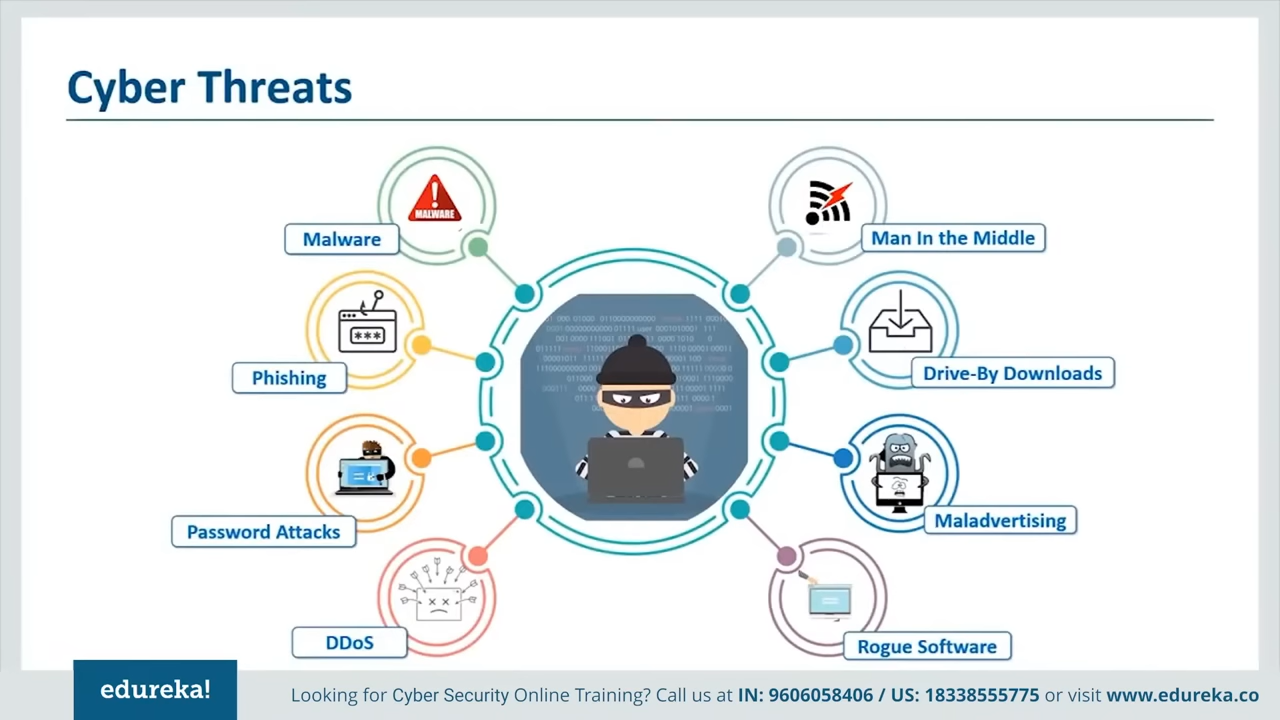 Cyber Threats
MALWARE
Malware
Man In the Middle
***
Phishing
Drive-By Downloads
Password Attacks
Maladvertising
DDoS
Rogue Software
edureka!
Looking for Cyber Security Online Training? Call us at IN: 9606058406 / US: 18338555775 or visit www.edureka.co